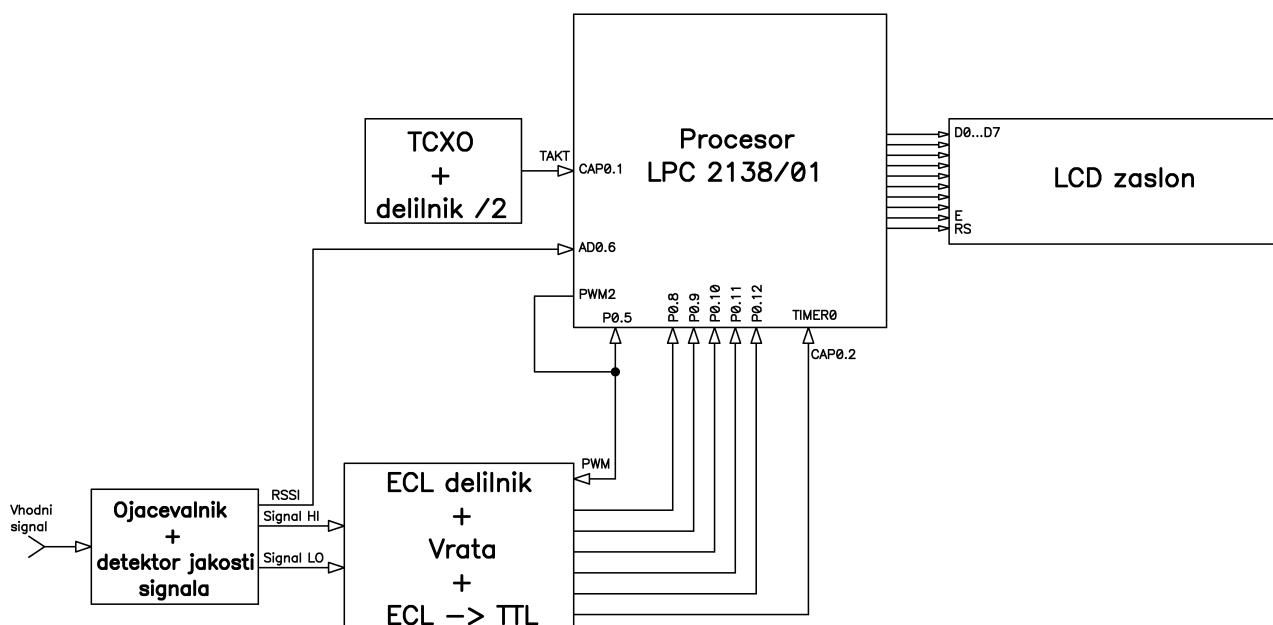 TCXO
+
delilnik /2
TAKT
CAP0.1
Procesor
LPC 2138/01
D0...D7
LCD zaslon
E
RS
AD0.6
PWM2
P0.5
P0.8
P0.9
P0.10
P0.11
P0.12
TIMER0
CAP0.2
PWM
Vhodni
signal
Ojacevalnik
+
detektor jakosti
signala
RSSI
Signal HI
Signal LO
ECL delilnik
+
Vrata
+
ECL -> TTL